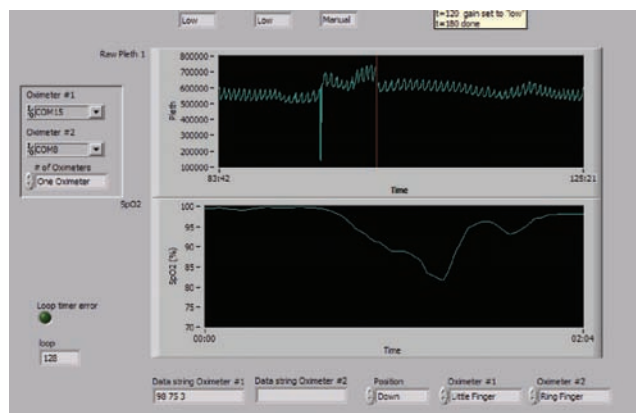 Low Low Manual
t=120 gain set to "low"
t=180 done
Raw Pleth 1
800000
700000
600000
500000
400000
300000
200000
100000
Pleth
83:42 125:21
Time
Oximeter #1
COM15
Oximeter #2
COM8
# of Oximeters
One Oximeter
SpO2
100
95
90
85
80
75
70
SpO2 (%)
00:00 02:04
Time
Loop timer error
loop
128
Data string Oximeter #1 Data string Oximeter #2 Position Oximeter #1 Oximeter #2
98 75 3 Down Little Finger Ring Finger